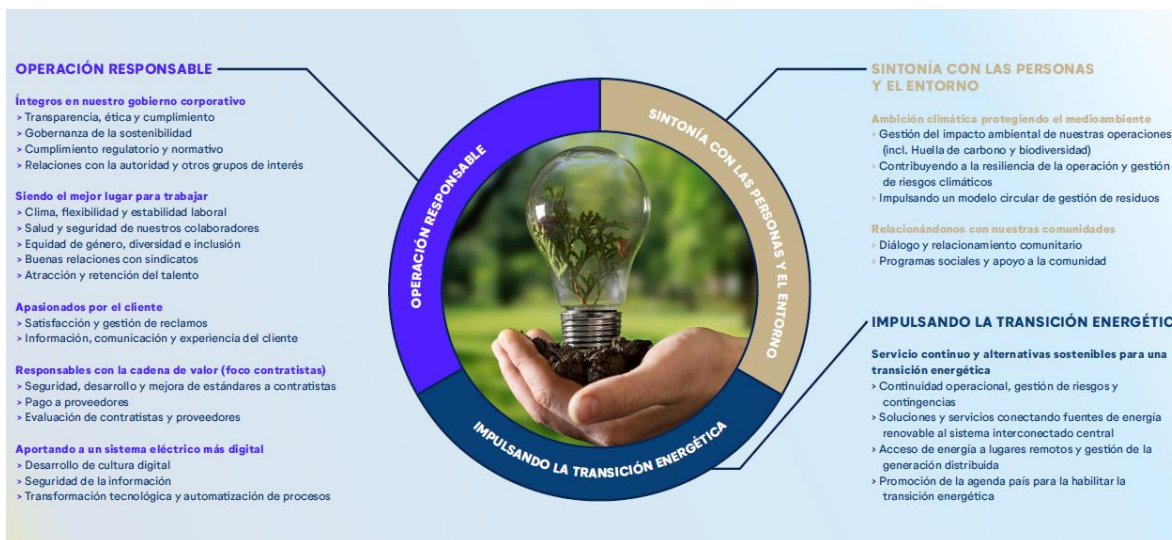 OPERACIÓN RESPONSABLE
Íntegros en nuestro gobierno corporativo
> Transparencia, ética y cumplimiento
> Gobernanza de la sostenibilidad
> Cumplimiento regulatorio y normativo
> Relaciones con la autoridad y otros grupos de interés
Siendo el mejor lugar para trabajar
> Clima, flexibilidad y estabilidad laboral
> Salud y seguridad de nuestros colaboradores
> Equidad de género, diversidad e inclusión
> Buenas relaciones con sindicatos
> Atracción y retención del talento
Apasionados por el cliente
> Satisfacción y gestión de reclamos
> Información, comunicación y experiencia del cliente
Responsables con la cadena de valor (foco contratistas)
> Seguridad, desarrollo y mejora de estándares a contratistas
> Pago a proveedores
> Evaluación de contratistas y proveedores
Aportando a un sistema eléctrico más digital
> Desarrollo de cultura digital
> Seguridad de la información
> Transformación tecnológica y automatización de procesos
OPERACIÓN RESPONSABLE
SINTONÍA CON LAS PERSONAS Y EL ENTORNO
IMPULSANDO LA TRANSICIÓN ENERGÉTICA
SINTONÍA CON LAS PERSONAS
Y EL ENTORNO
Ambición climática protegiendo el medioambiente
> Gestión del impacto ambiental de nuestras operaciones
(incl. Huella de carbono y biodiversidad)
> Contribuyendo a la resiliencia de la operación y gestión
de riesgos climáticos
> Impulsando un modelo circular de gestión de residuos
Relacionándonos con nuestras comunidades
> Diálogo y relacionamiento comunitario
> Programas sociales y apoyo a la comunidad
IMPULSANDO LA TRANSICIÓN ENERGÉTIC
Servicio continuo y alternativas sostenibles para una
transición energética
> Continuidad operacional, gestión de riesgos y
contingencias
> Soluciones y servicios conectando fuentes de energía
renovable al sistema interconectado central
> Acceso de energía a lugares remotos y gestión de la
generación distribuida
> Promoción de la agenda país para la habilitar la
transición energética